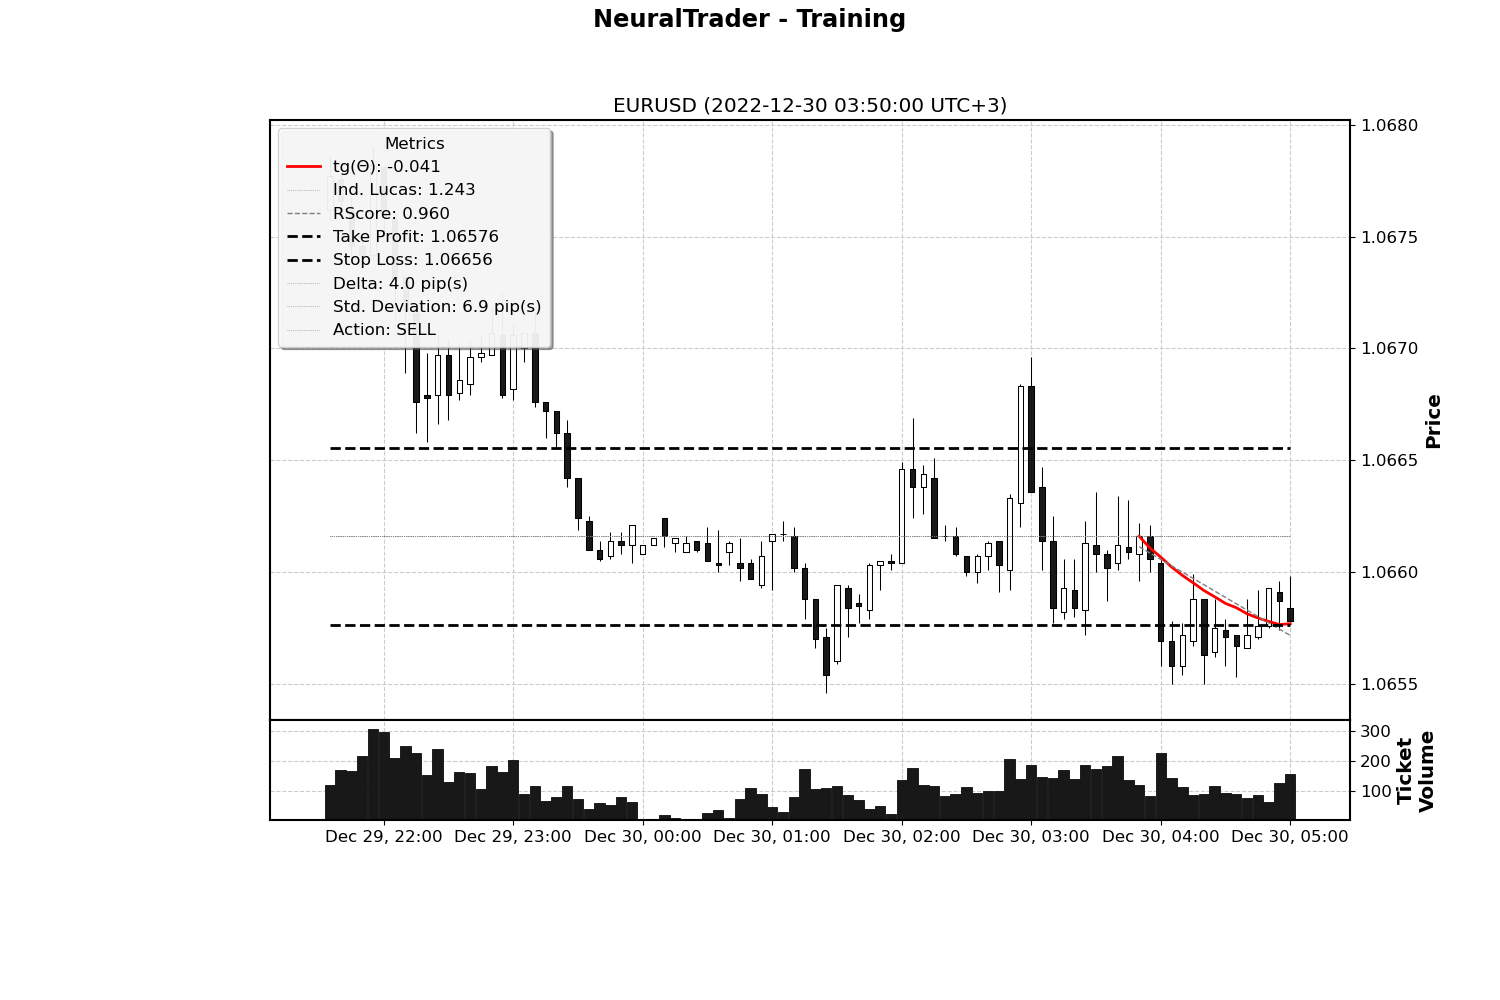 NeuralTrader - Training
EURUSD (2022-12-30 03:50:00 UTC+3)
Metrics
tg(Θ): -0.041
Ind. Lucas: 1.243
RScore: 0.960
Take Profit: 1.06576
Stop Loss: 1.06656
Delta: 4.0 pip(s)
Std. Deviation: 6.9 pip(s)
Action: SELL
1.0680
1.0675
1.0670
1.0665
1.0660
1.0655
Price
300
200
100
Ticket
Volume
Dec 29, 22:00
Dec 29, 23:00
Dec 30, 00:00
Dec 30, 01:00
Dec 30, 02:00
Dec 30, 03:00
Dec 30, 04:00
Dec 30, 05:00